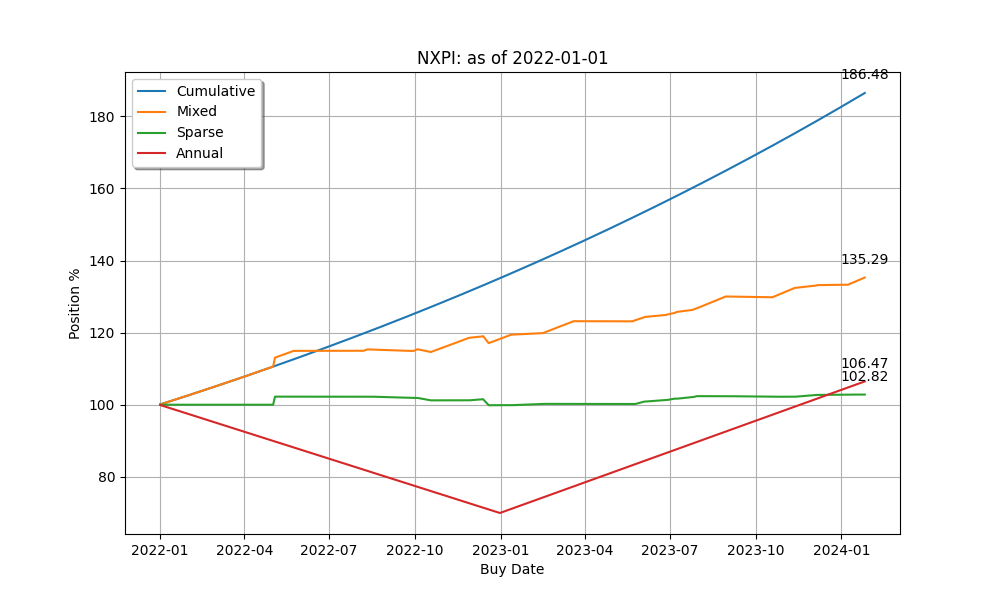 NXPI: as of 2022-01-01
186.48
Cumulative
Mixed
Sparse
Annual
180
160
140
120
100
80
135.29
106.47
102.82
Position %
2022-01 2022-04 2022-07 2022-10 2023-01 2023-04 2023-07 2023-10 2024-01
Buy Date